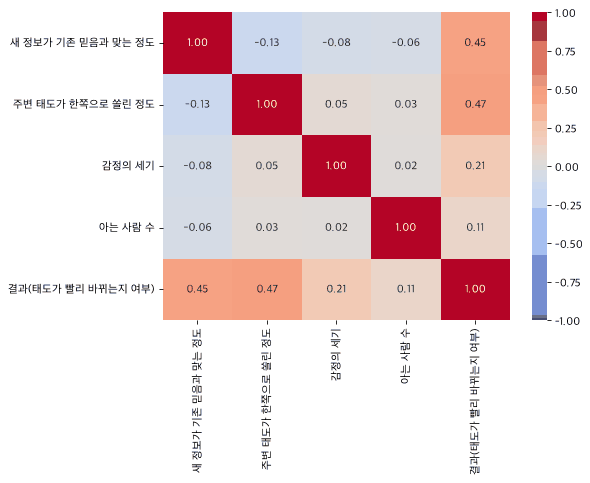 새 정보가 기존 믿음과 맞는 정도
1.00 -0.13 -0.08 -0.06 0.45
주변 태도가 한쪽으로 쏠린 정도
-0.13 1.00 0.05 0.03 0.47
감정의 세기
-0.08 0.05 1.00 0.02 0.21
아는 사람 수
-0.06 0.03 0.02 1.00 0.11
결과(태도가 빨리 바뀌는지 여부)
0.45 0.47 0.21 0.11 1.00
새 정보가 기존 믿음과 맞는 정도
주변 태도가 한쪽으로 쏠린 정도
감정의 세기
아는 사람 수
결과(태도가 빨리 바뀌는지 여부)
1.00
0.75
0.50
0.25
0.00
-0.25
-0.50
-0.75
-1.00